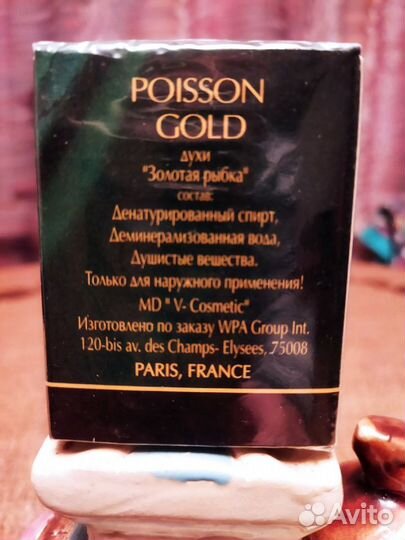 POISSON
GOLD
духи
"Золотая рыбка"
состав:
Денатурированный спирт,
Деминерализованная вода,
Душистые вешества.
Только для наружного применения!
MD " V- Cosmetic"
Изготовлено по заказу WPA Group Int.
120-bis av. des Champs- Elysees, 75008
PARIS, FRANCE
Avito